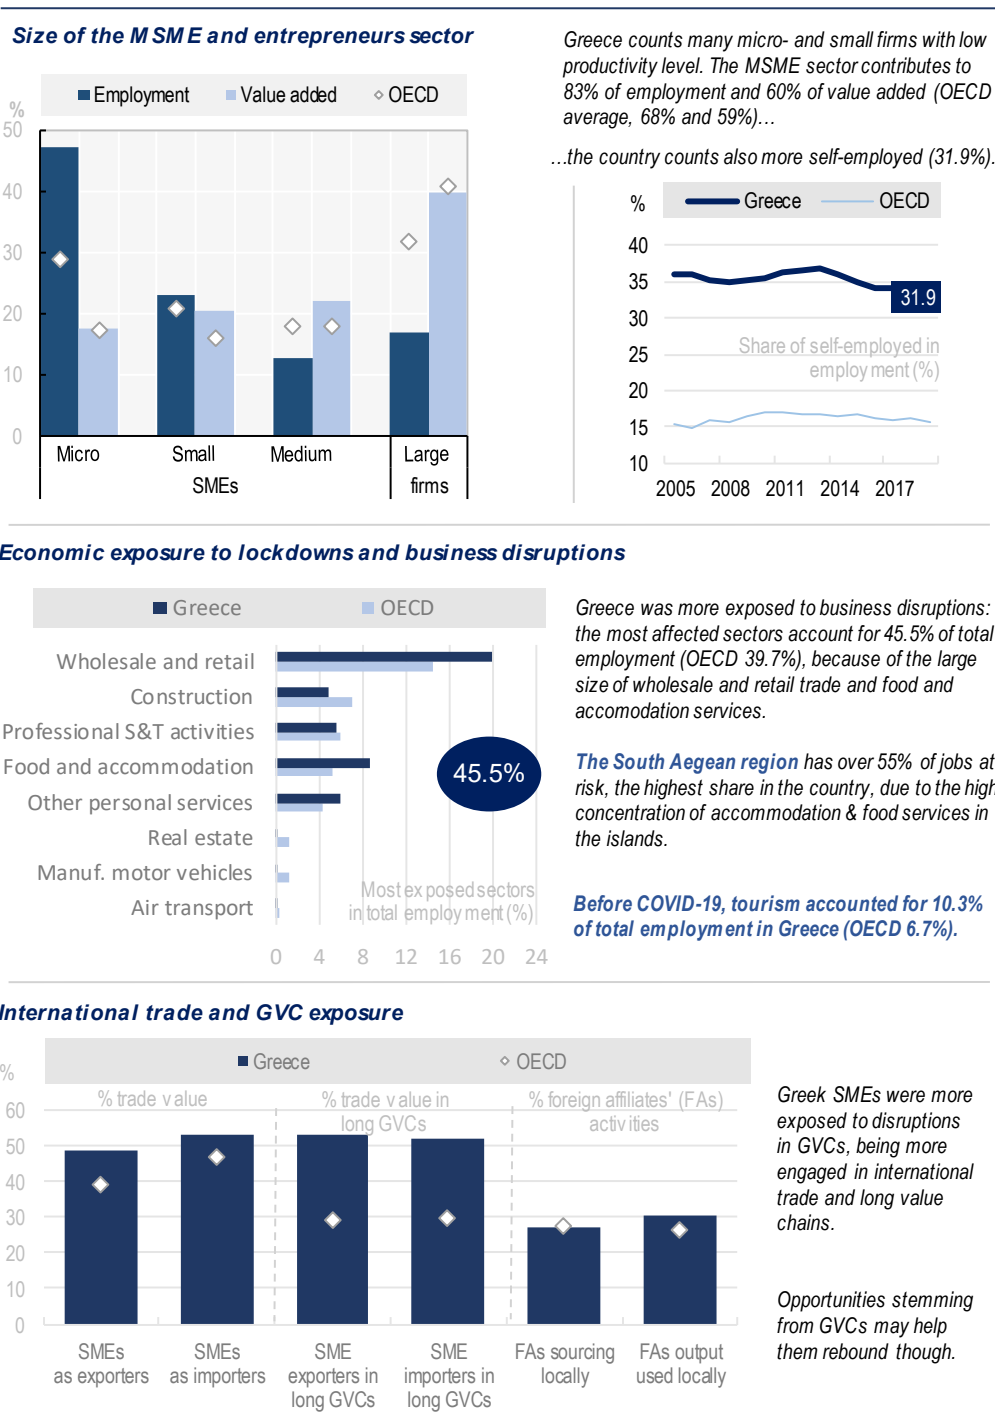 Size of the MSME and entrepreneurs sector
Employment
Value added
OECD
%
50
40
30
20
10
0
Micro
Small
Medium
Large
SMEs
firms
Greece counts many micro- and small firms with low
productivity level. The MSME sector contributes to
83% of employment and 60% of value added (OECD
average, 68% and 59%)…
…the country counts also more self-employed (31.9%).
%
Greece
OECD
40
35
30
25
20
15
10
31.9
Share of self-employed in
employment (%)
2005 2008 2011 2014 2017
Economic exposure to lockdowns and business disruptions
Greece
OECD
Wholesale and retail
Construction
Professional S&T activities
Food and accommodation
Other personal services
Real estate
Manuf. motor vehicles
Air transport
45.5%
Most exposed sectors
in total employment (%)
0 4 8 12 16 20 24
Greece was more exposed to business disruptions:
the most affected sectors account for 45.5% of total
employment (OECD 39.7%), because of the large
size of wholesale and retail trade and food and
accomodation services.
The South Aegean region has over 55% of jobs at
risk, the highest share in the country, due to the high
concentration of accommodation & food services in
the islands.
Before COVID-19, tourism accounted for 10.3%
of total employment in Greece (OECD 6.7%).
International trade and GVC exposure
Greece
OECD
%
60
50
40
30
20
10
0
% trade value
% trade value in
long GVCs
% foreign affiliates' (FAs)
activities
SMEs
as exporters
SMEs
as importers
SME
exporters in
long GVCs
SME
importers in
long GVCs
FAs sourcing
locally
FAs output
used locally
Greek SMEs were more
exposed to disruptions
in GVCs, being more
engaged in international
trade and long value
chains.
Opportunities stemming
from GVCs may help
them rebound though.